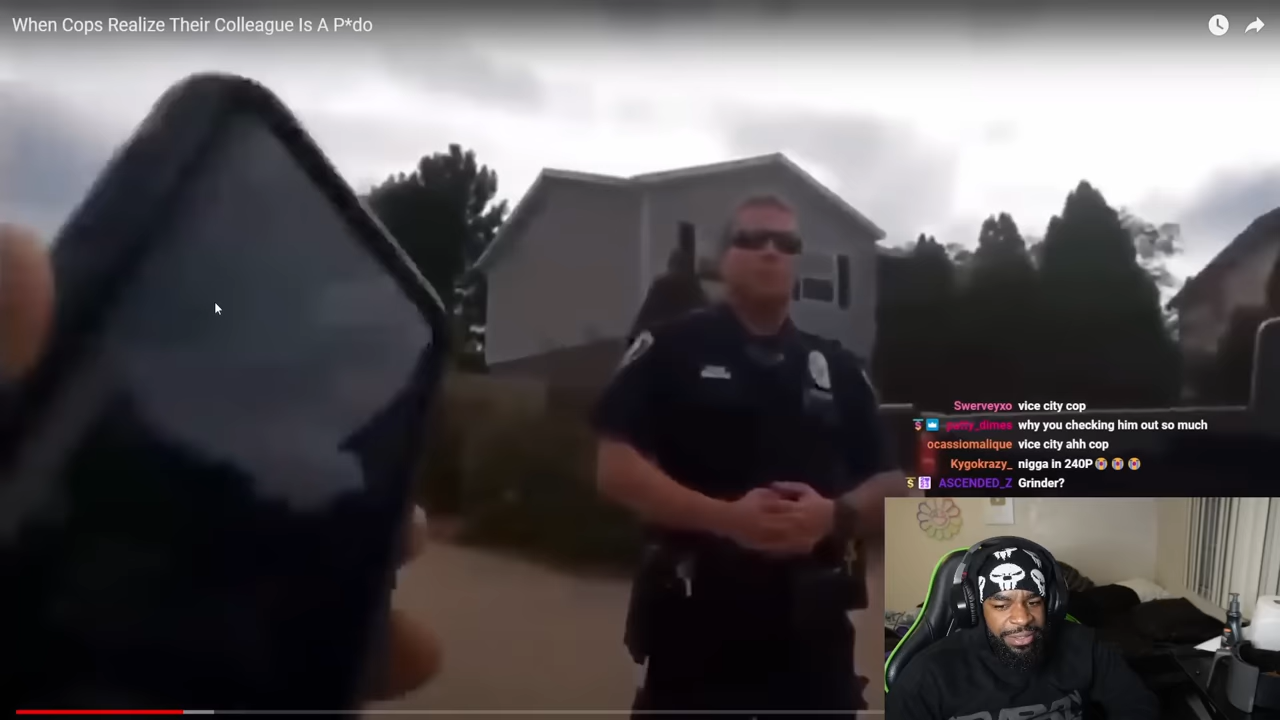 When Cops Realize Their Colleague Is A P*do
Swerveyxo vice city cop
petty_dimes why you checking him out so much
ocassiomalique vice city ahh cop
Kygokrazy_ nigga in 240P
ASCENDED_Z Grinder?